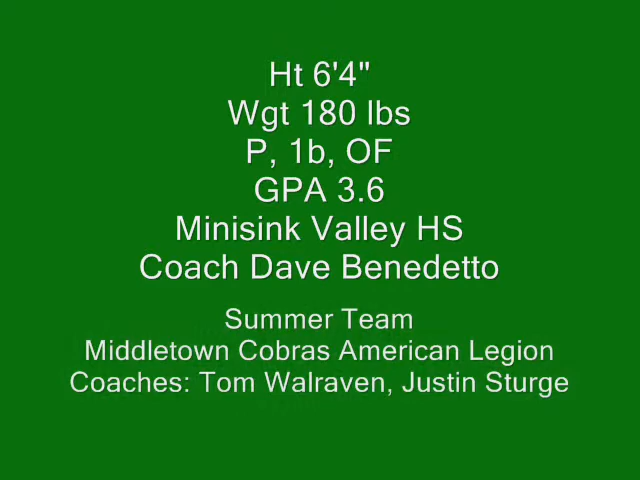 Ht 6'4"
Wgt 180 lbs
P, 1b, OF
GPA 3.6
Minisink Valley HS
Coach Dave Benedetto
Summer Team
Middletown Cobras American Legion
Coaches: Tom Walraven, Justin Sturge